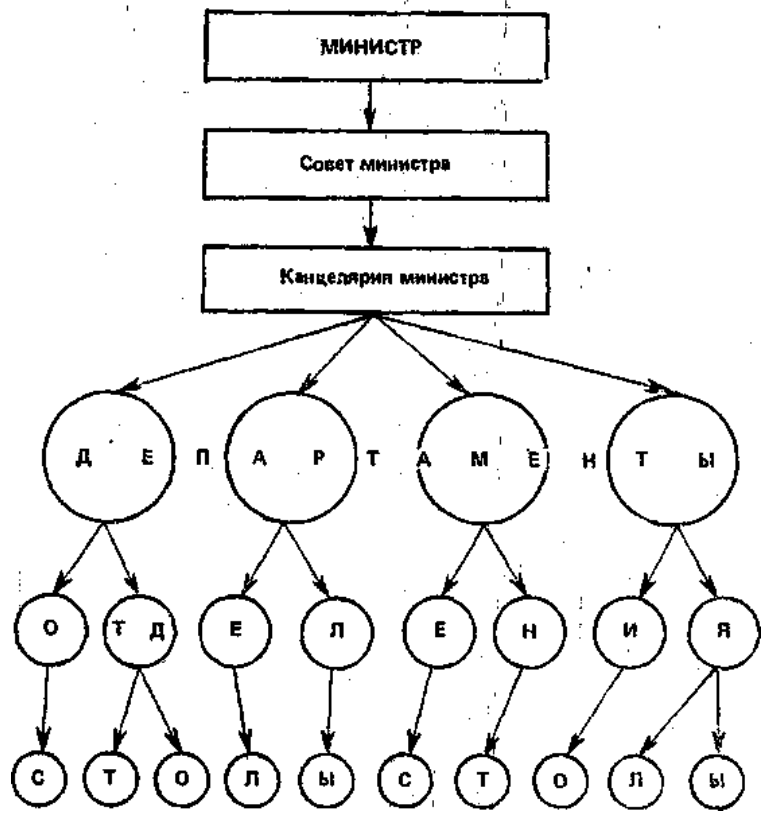 МИНИСТР
Совет министра
Канцелярия министра
Д Е П А Р Т А М Е Н Т Ы
О Т Д Е Л Е Н И Я
С Т О Л Ы С Т О Л Ы